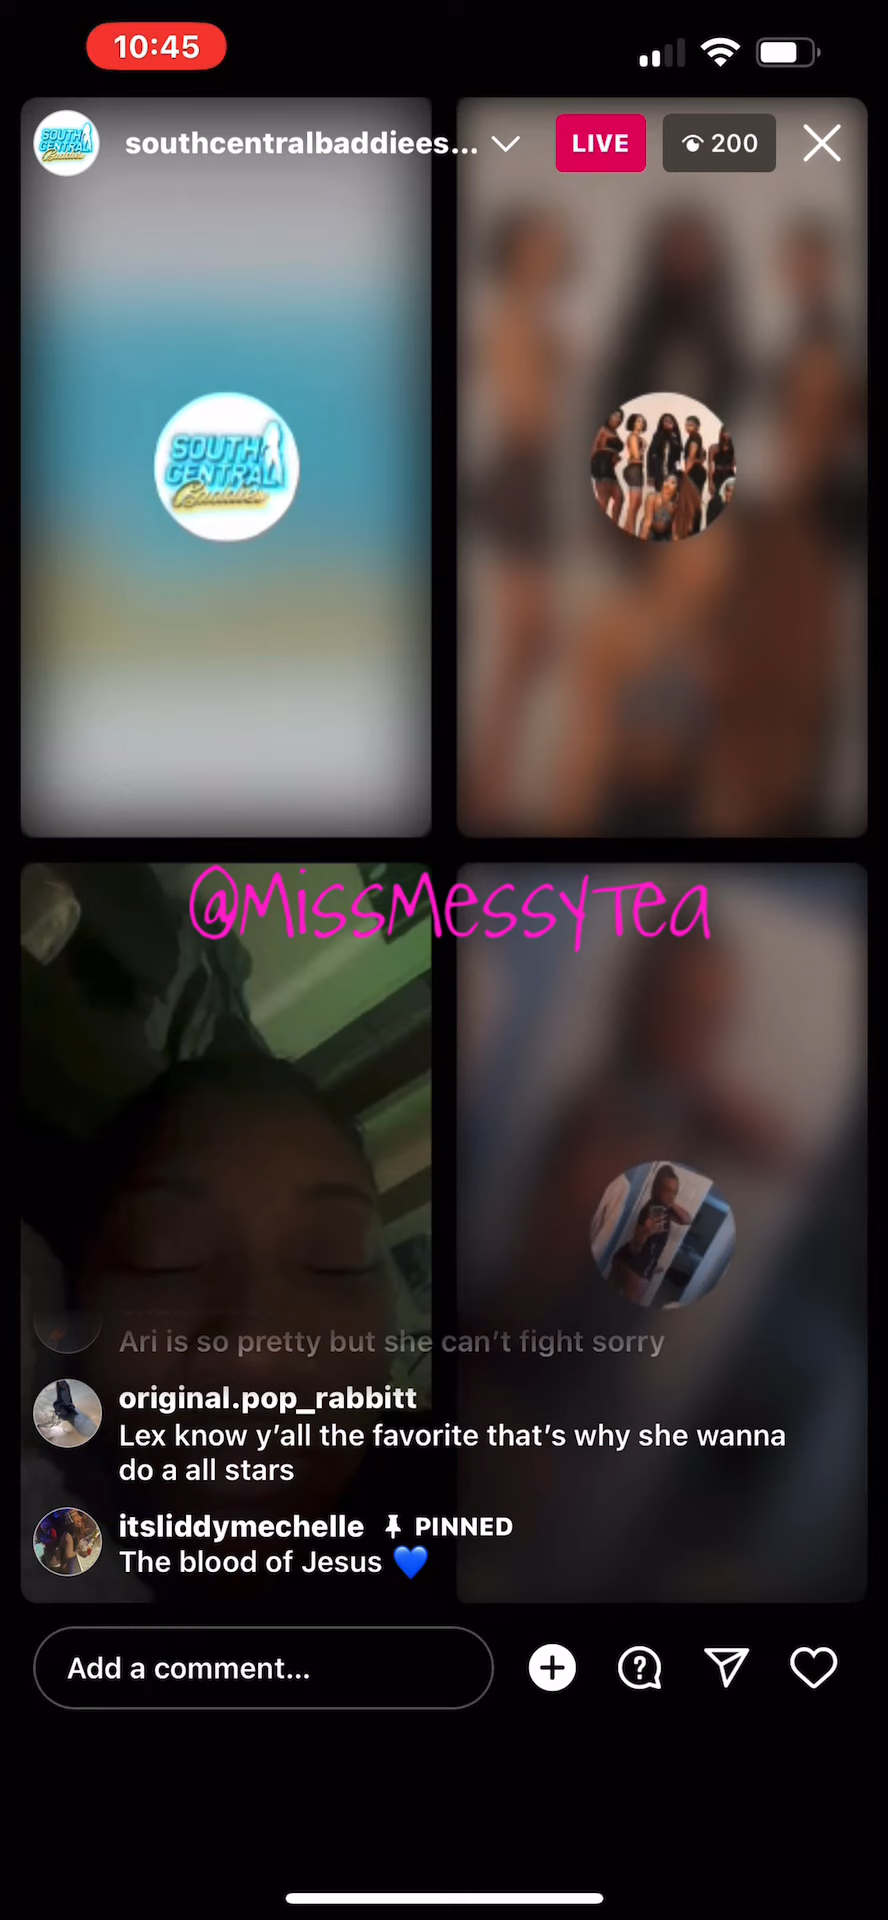 10:45
southcentralbaddiees...
LIVE
200
SOUTH
CENTRAL
Baddies
@MissMessyTea
Ari is so pretty but she can't fight sorry
original.pop_rabbitt
Lex know y'all the favorite that's why she wanna
do a all stars
itsliddymechelle PINNED
The blood of Jesus 💙
Add a comment...